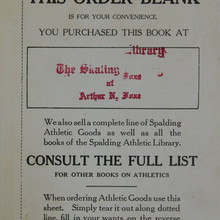 THIS ORDER BLANK
IS FOR YOUR CONVENIENCE.
YOU PURCHASED THIS BOOK AT
Library
The Skating
of
Arthur N. Foxe
We also sell a complete line of Spalding
Athletic Goods as well as all the
books of the Spalding Athletic Library.
CONSULT THE FULL LIST
FOR OTHER BOOKS ON ATHLETICS
When ordering Athletic Goods use this
sheet. Simply tear it out along dotted
line, fill in your wants on the reverse